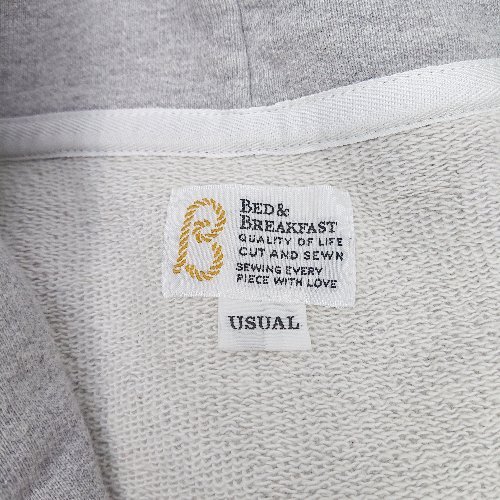 B
BED &
BREAKFAST
QUALITY OF LIFE
CUT AND SEWN
SEWING EVERY
PIECE WITH LOVE
USUAL